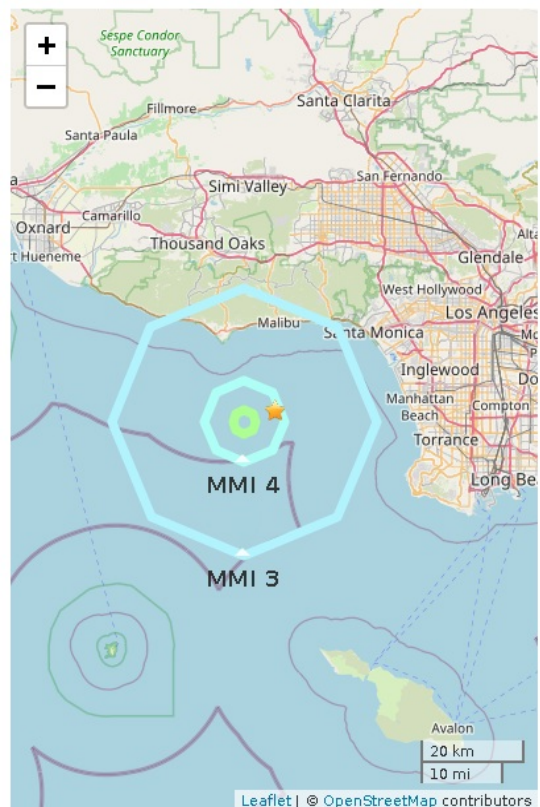 +
−
Sespe Condor
Sanctuary
Santa Clarita
Fillmore
Santa Paula
San Fernando
Simi Valley
Camarillo
Oxnard
Thousand Oaks
Glendale
West Hollywood
Los Angeles
Malibu
Santa Monica
Inglewood
Manhattan
Beach
Compton
Torrance
MMI 4
MMI 3
Avalon
20 km
10 mi
Leaflet | © OpenStreetMap contributors